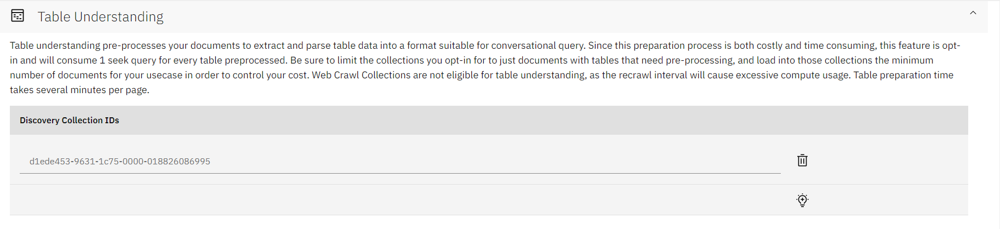 Table Understanding
Table understanding pre-processes your documents to extract and parse table data into a format suitable for conversational query. Since this preparation process is both costly and time consuming, this feature is opt-
in and will consume 1 seek query for every table preprocessed. Be sure to limit the collections you opt-in for to just documents with tables that need pre-processing, and load into those collections the minimum
number of documents for your usecase in order to control your cost. Web Crawl Collections are not eligible for table understanding, as the recrawl interval will cause excessive compute usage. Table preparation time
takes several minutes per page.
Discovery Collection IDs
d1ede453-9631-1c75-0000-018826086995